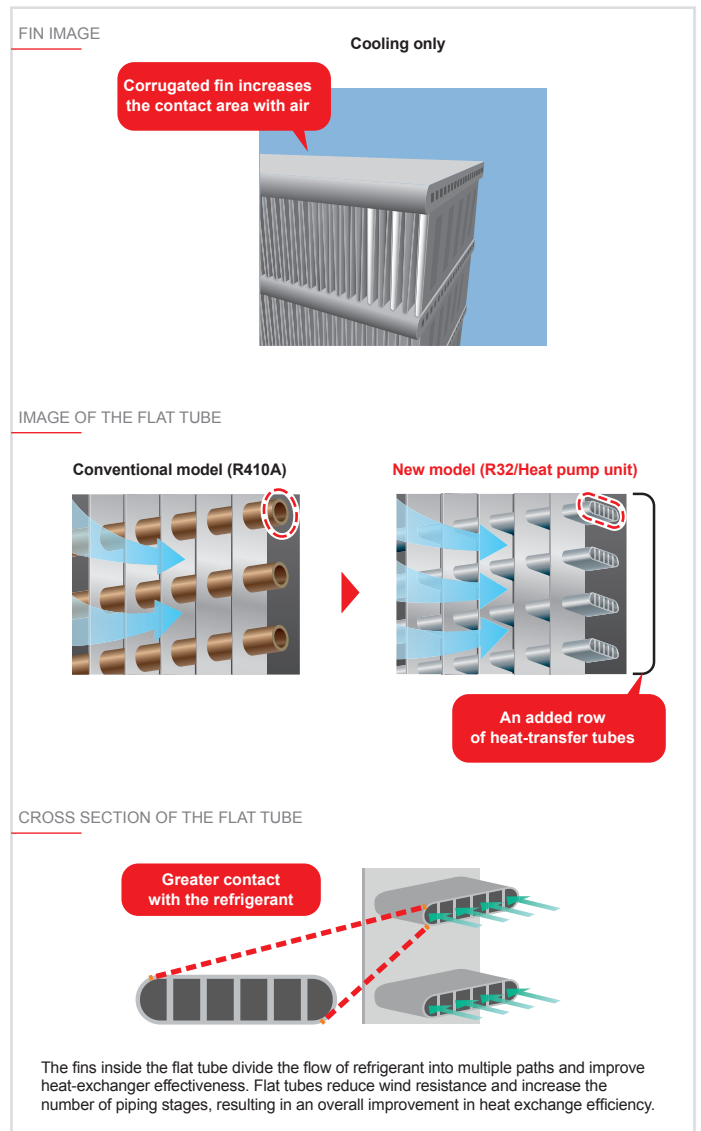 FIN IMAGE
Cooling only
Corrugated fin increases
the contact area with air
IMAGE OF THE FLAT TUBE
Conventional model (R410A)
New model (R32/Heat pump unit)
An added row
of heat-transfer tubes
CROSS SECTION OF THE FLAT TUBE
Greater contact
with the refrigerant
The fins inside the flat tube divide the flow of refrigerant into multiple paths and improve
heat-exchanger effectiveness. Flat tubes reduce wind resistance and increase the
number of piping stages, resulting in an overall improvement in heat exchange efficiency.